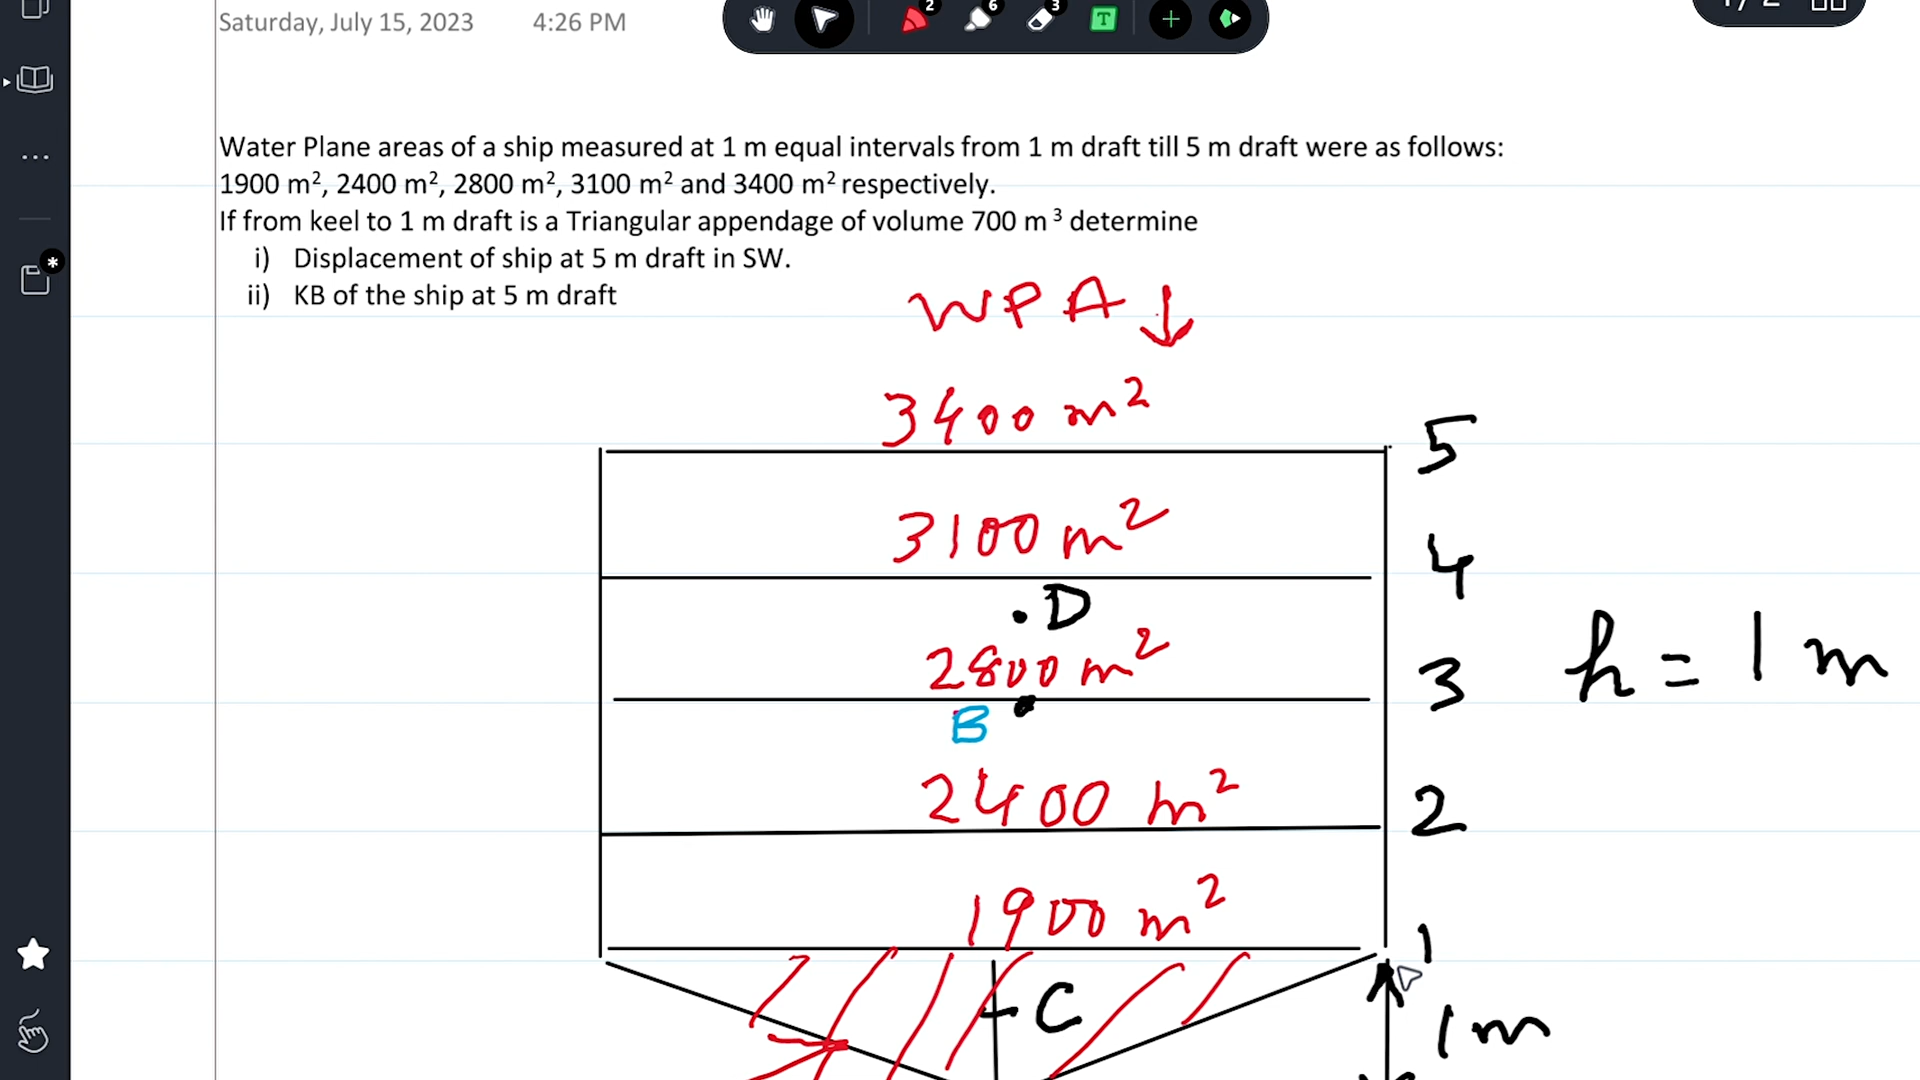 Saturday, July 15, 2023 4:26 PM
2 6 3 T
Water Plane areas of a ship measured at 1 m equal intervals from 1 m draft till 5 m draft were as follows:
1900 m², 2400 m², 2800 m², 3100 m² and 3400 m² respectively.
If from keel to 1 m draft is a Triangular appendage of volume 700 m³ determine
i) Displacement of ship at 5 m draft in SW.
ii) KB of the ship at 5 m draft
WPA ↓
3400 m²
5
3100 m²
4
.D
2800 m²
3
h = 1 m
B
2400 m²
2
1900 m²
1
C
1m